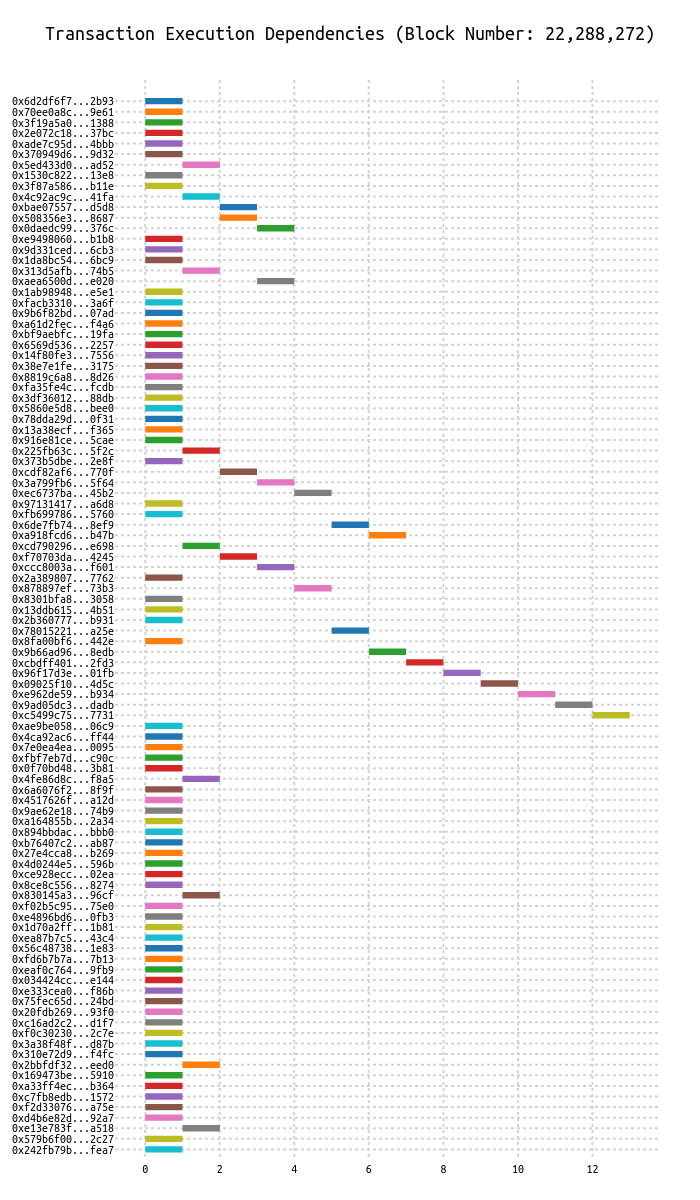 Transaction Execution Dependencies (Block Number: 22,288,272)
0x6d2df6f7...2b93
0x70ee0a8c...9e61
0x3f19a5a0...1388
0x2e072c18...37bc
0xade7c95d...4bbb
0x370949d6...9d32
0x5ed433d0...ad52
0x1530c822...13e8
0x3f87a586...b11e
0x4c92ac9c...41fa
0xbae07557...d5d8
0x508356e3...8687
0x0daedc99...376c
0xe9498060...b1b8
0x9d331ced...6cb3
0x1da8bc54...6bc9
0x313d5afb...74b5
0xaea6500d...e020
0x1ab98948...e5e1
0xfacb3310...3a6f
0x9b6f82bd...07ad
0xa61d2fec...f4a6
0xbf9aebfc...19fa
0x6569d536...2257
0x14f80fe3...7556
0x38e7e1fe...3175
0x8819c6a8...8d26
0xfa35fe4c...fcdb
0x3df36012...88db
0x5860e5d8...bee0
0x78dda29d...0f31
0x13a38ecf...f365
0x916e81ce...5cae
0x225fb63c...5f2c
0x373b5dbe...2e8f
0xcdf82af6...770f
0x3a799fb6...5f64
0xec6737ba...45b2
0x97131417...a6d8
0xfb699786...5760
0x6de7fb74...8ef9
0xa918fcd6...b47b
0xcd790296...e698
0xf70703da...4245
0xccc8003a...f601
0x2a389807...7762
0x878897ef...73b3
0x8301bfa8...3058
0x13ddb615...4b51
0x2b360777...b931
0x78015221...a25e
0x8fa00bf6...442e
0x9b66ad96...8edb
0xcbdff401...2fd3
0x96f17d3e...01fb
0x09025f10...4d5c
0xe962de59...b934
0x9ad05dc3...dadb
0xc5499c75...7731
0xae9be058...06c9
0x4ca92ac6...ff44
0x7e0ea4ea...0095
0xfbf7eb7d...c90c
0x0f70bd48...3b81
0x4fe86d8c...f8a5
0x6a6076f2...8f9f
0x4517626f...a12d
0x9ae62e18...74b9
0xa164855b...2a34
0x894bbdac...bbb0
0xb76407c2...ab87
0x27e4cca8...b269
0x4d0244e5...596b
0xce928ecc...02ea
0x8ce8c556...8274
0x830145a3...96cf
0xf02b5c95...75e0
0xe4896bd6...0fb3
0x1d70a2ff...1b81
0xea87b7c5...43c4
0x56c48738...1e83
0xfd6b7b7a...7b13
0xeaf0c764...9fb9
0x034424cc...e144
0xe333cea0...f86b
0x75fec65d...24bd
0x20fdb269...93f0
0xc16ad2c2...d1f7
0xf0c30230...2c7e
0x3a38f48f...d87b
0x310e72d9...f4fc
0x2bbfdf32...eed0
0x169473be...5910
0xa33ff4ec...b364
0xc7fb8edb...1572
0xf2d33076...a75e
0xd4b6e82d...92a7
0xe13e783f...a518
0x579b6f00...2c27
0x242fb79b...fea7
0 2 4 6 8 10 12